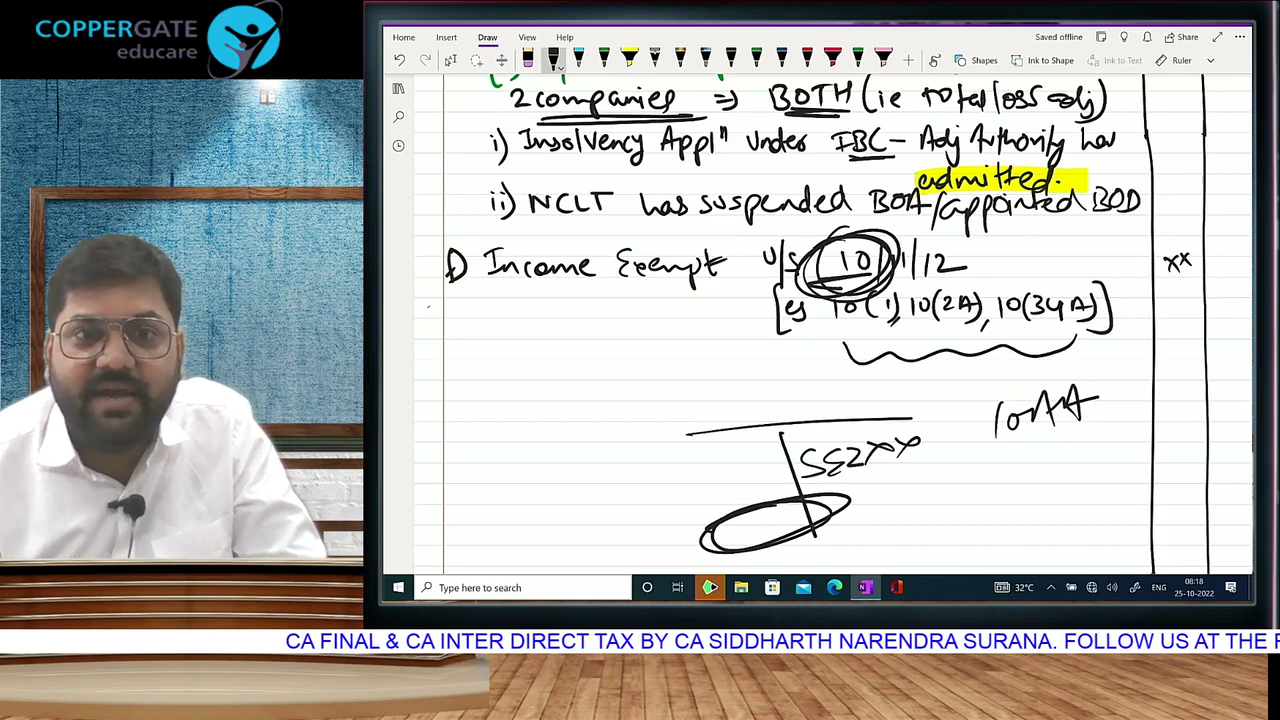 COPPERGATE
educare
Home Insert Draw View Help
Saved offline
Share
Shapes
Ink to Shape
Ink to Text
Ruler
2 companies ⇒ BOTH (ie total loss adj)
i) Insolvency Applⁿ under IBC - Adj Authority has
admitted.
ii) NCLT has suspended BOA/appointed BOD
D Income Exempt u/s 10/11/12 xx
[eg 10(1), 10(2A), 10(34A)]
10AA
SEZ xx
Type here to search
32°C
ENG
08:18
25-10-2022
CA FINAL & CA INTER DIRECT TAX BY CA SIDDHARTH NARENDRA SURANA. FOLLOW US AT THE